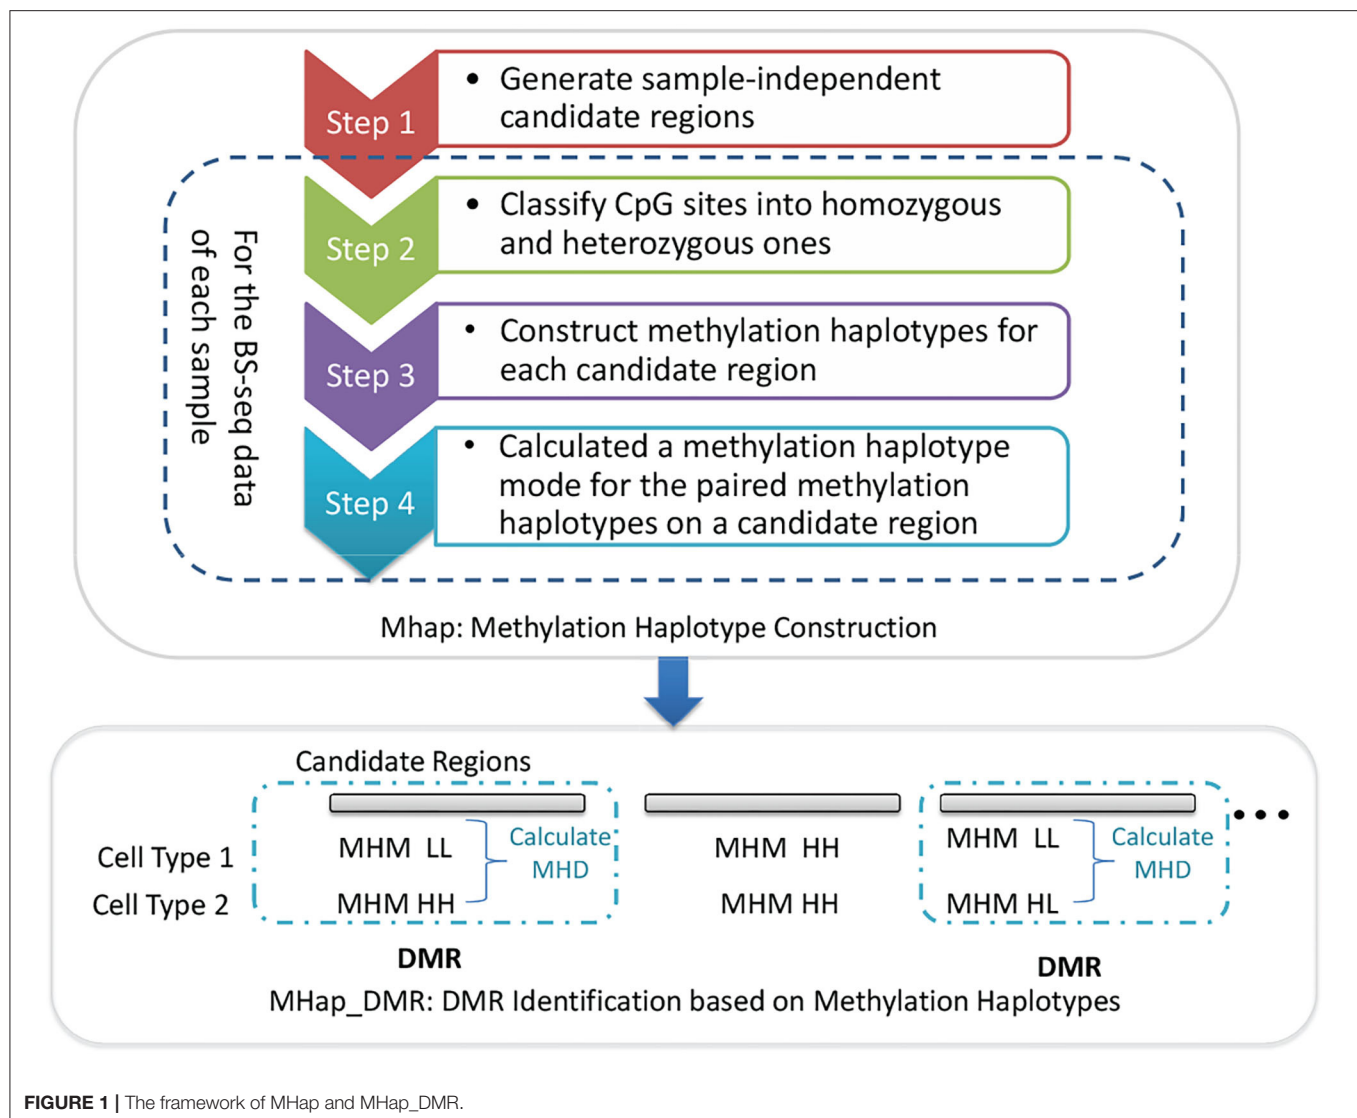 Step 1
• Generate sample-independent
candidate regions
For the BS-seq data
of each sample
Step 2
• Classify CpG sites into homozygous
and heterozygous ones
Step 3
• Construct methylation haplotypes for
each candidate region
Step 4
• Calculated a methylation haplotype
mode for the paired methylation
haplotypes on a candidate region
Mhap: Methylation Haplotype Construction
Candidate Regions
Cell Type 1
MHM LL
Calculate
MHD
MHM HH
MHM LL
Calculate
MHD
•••
Cell Type 2
MHM HH
MHM HH
MHM HL
DMR
DMR
MHap_DMR: DMR Identification based on Methylation Haplotypes
FIGURE 1 | The framework of MHap and MHap_DMR.